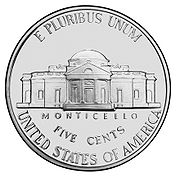 E PLURIBUS UNUM
MONTICELLO
FIVE CENTS
UNITED STATES OF AMERICA